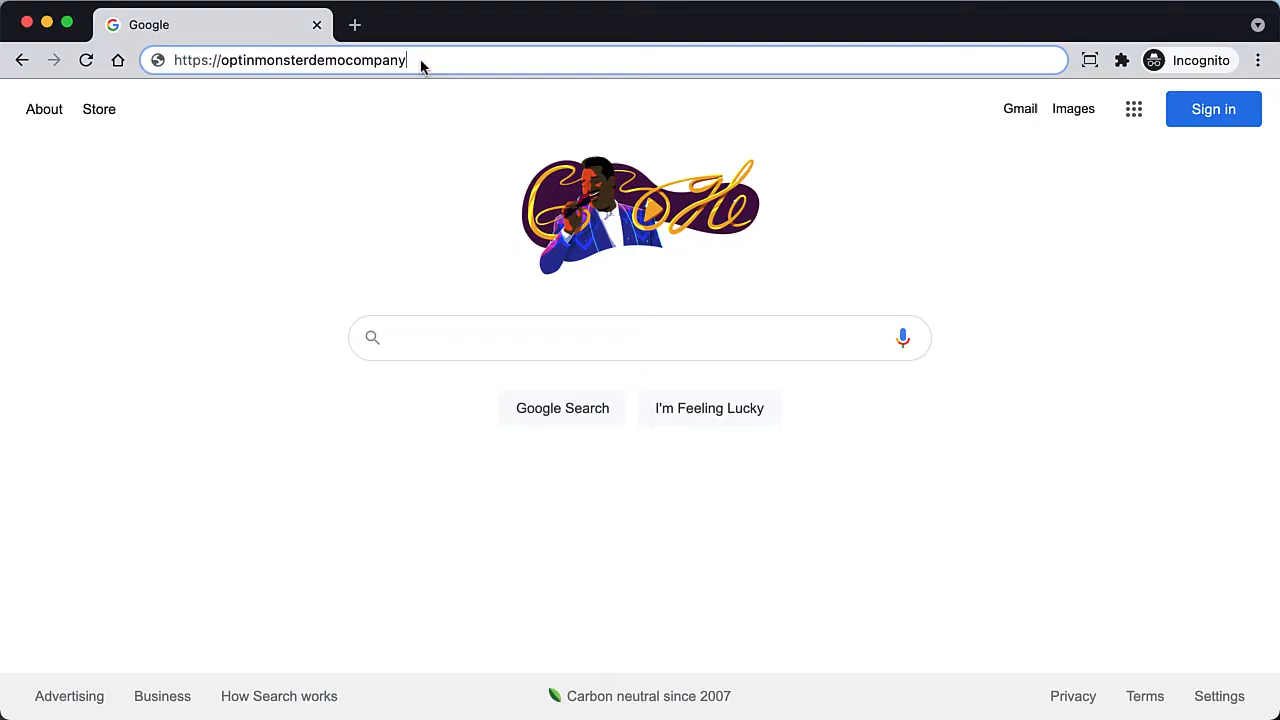 Google
https://optinmonsterdemocompany
Incognito
About Store
Gmail Images
Sign in
Google Search
I'm Feeling Lucky
Advertising Business How Search works
Carbon neutral since 2007
Privacy Terms Settings